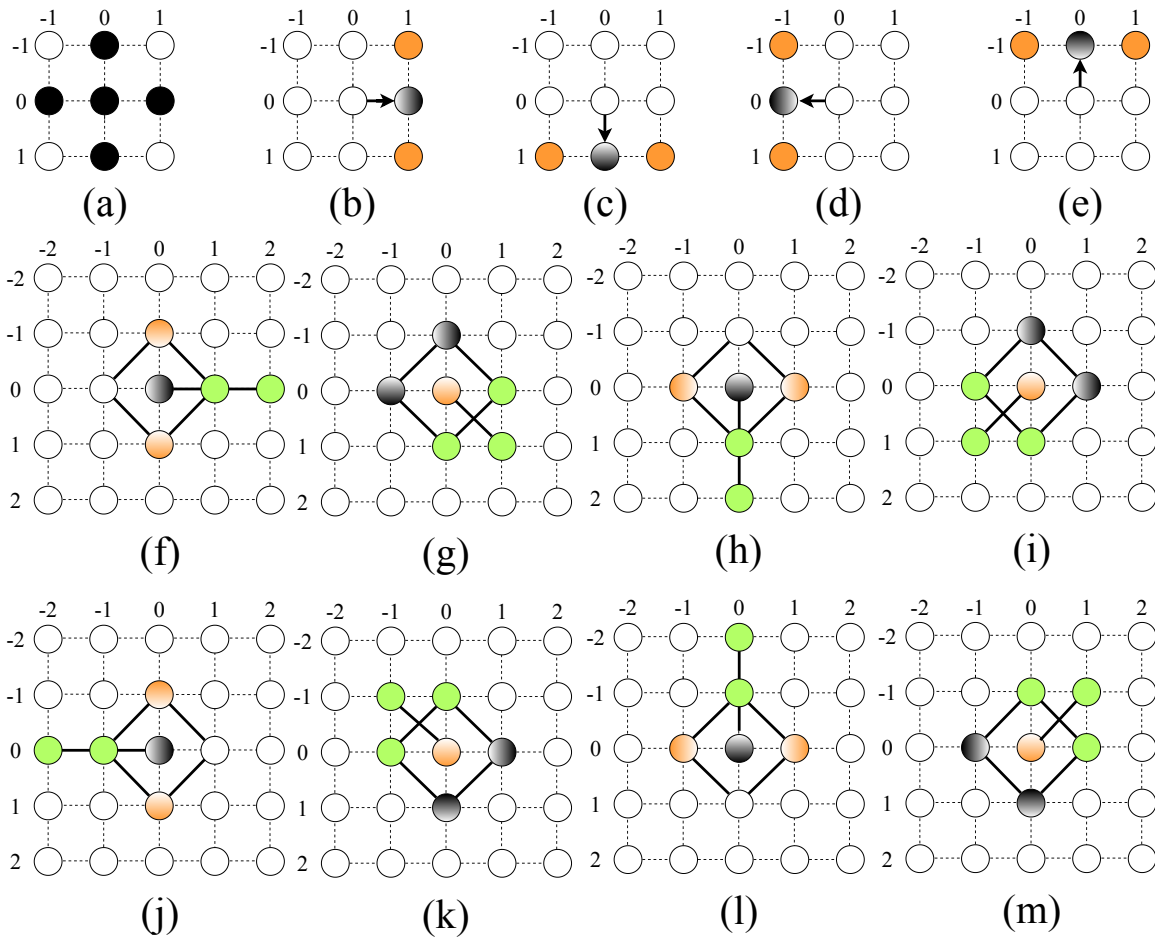 -1 0 1 -1 0 1 -1 0 1 -1 0 1 -1 0 1
-1 -1 -1 -1 -1
0 0 0 0 0
1 1 1 1 1
(a) (b) (c) (d) (e)
-2 -1 0 1 2 -2 -1 0 1 2 -2 -1 0 1 2 -2 -1 0 1 2
-2 -2 -2 -2
-1 -1 -1 -1
0 0 0 0
1 1 1 1
2 2 2 2
(f) (g) (h) (i)
-2 -1 0 1 2 -2 -1 0 1 2 -2 -1 0 1 2 -2 -1 0 1 2
-2 -2 -2 -2
-1 -1 -1 -1
0 0 0 0
1 1 1 1
2 2 2 2
(j) (k) (l) (m)